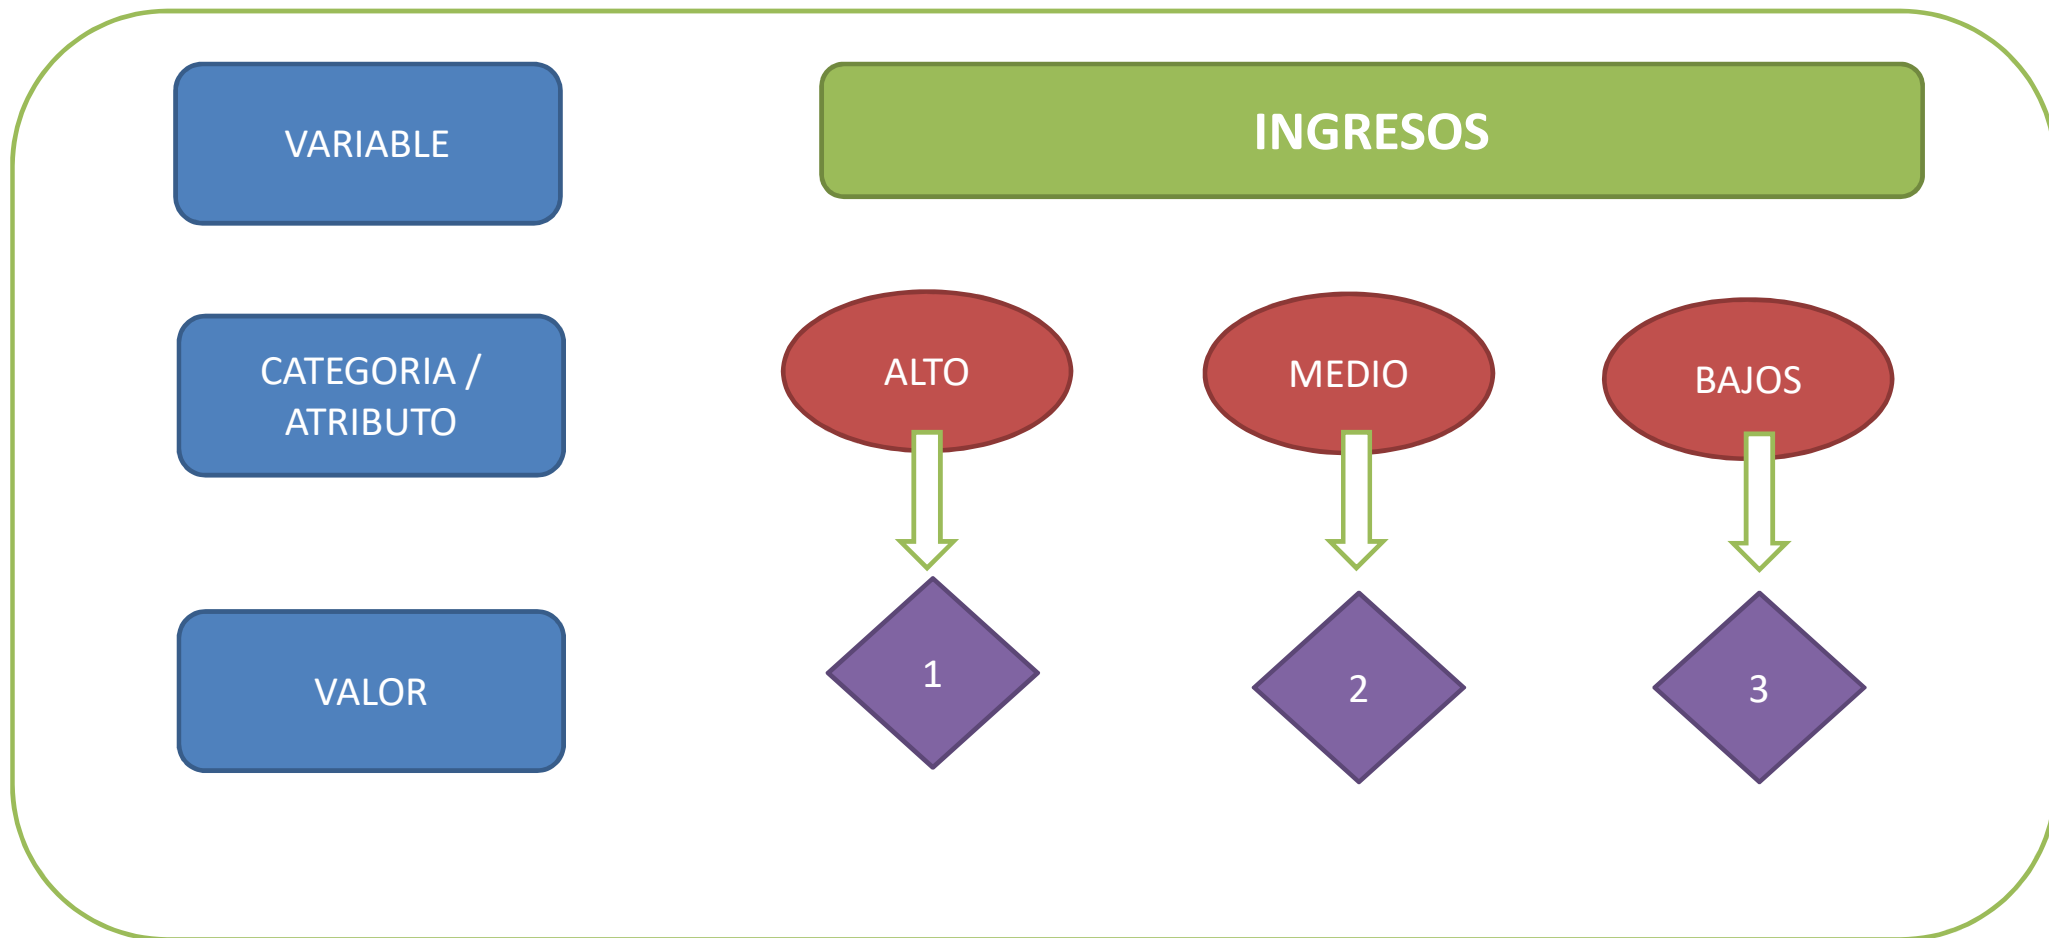 VARIABLE
INGRESOS
CATEGORIA /
ATRIBUTO
ALTO
MEDIO
BAJOS
VALOR
1
2
3